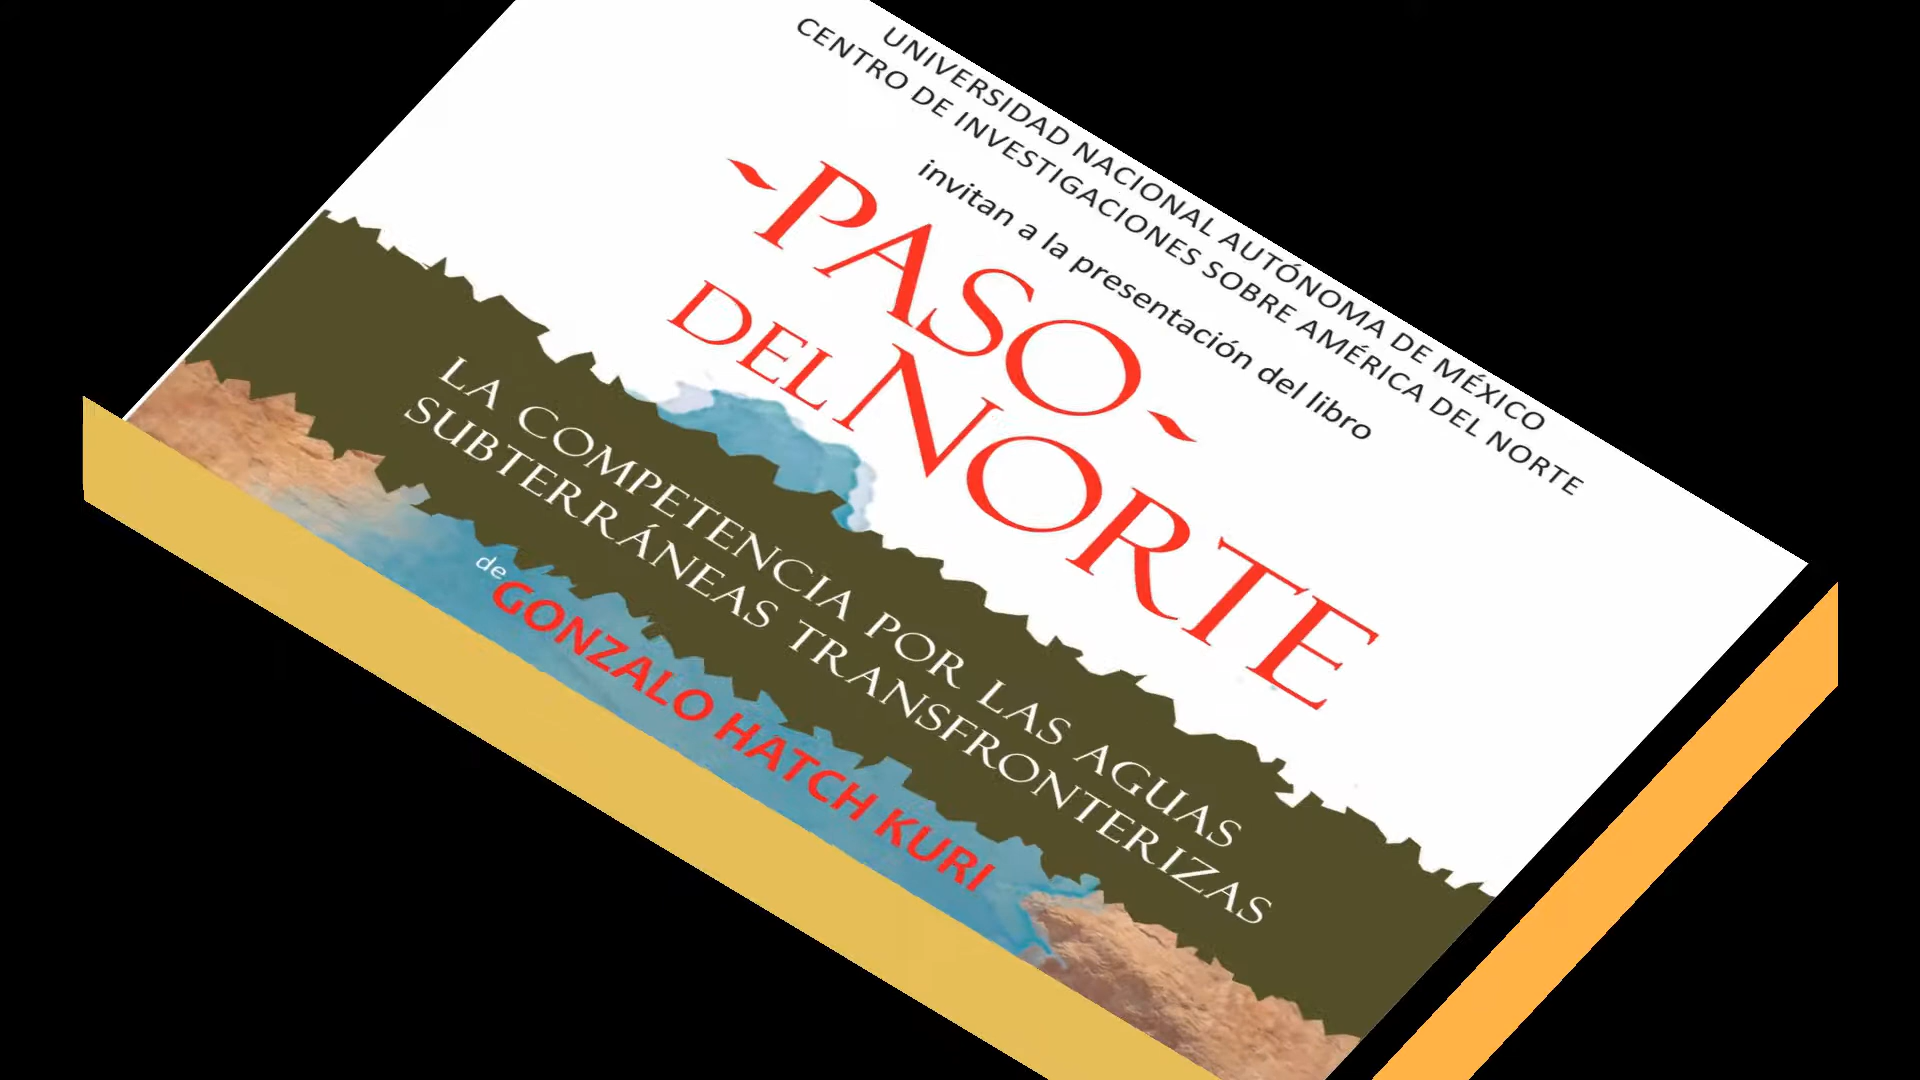 UNIVERSIDAD NACIONAL AUTÓNOMA DE MÉXICO
CENTRO DE INVESTIGACIONES SOBRE AMÉRICA DEL NORTE
invitan a la presentación del libro
~PASO~
DEL NORTE
LA COMPETENCIA POR LAS AGUAS
SUBTERRÁNEAS TRANSFRONTERIZAS
de GONZALO HATCH KURI